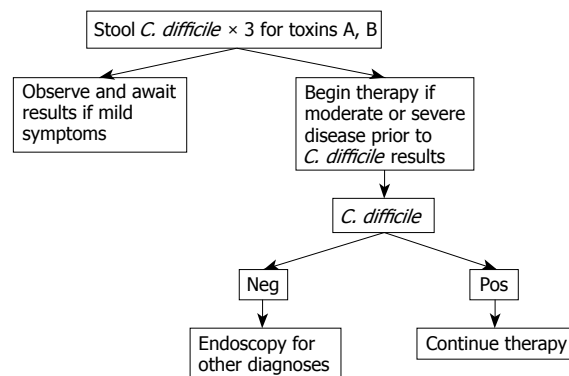 Stool C. difficile × 3 for toxins A, B
Observe and await
results if mild
symptoms
Begin therapy if
moderate or severe
disease prior to
C. difficile results
C. difficile
Neg
Pos
Endoscopy for
other diagnoses
Continue therapy